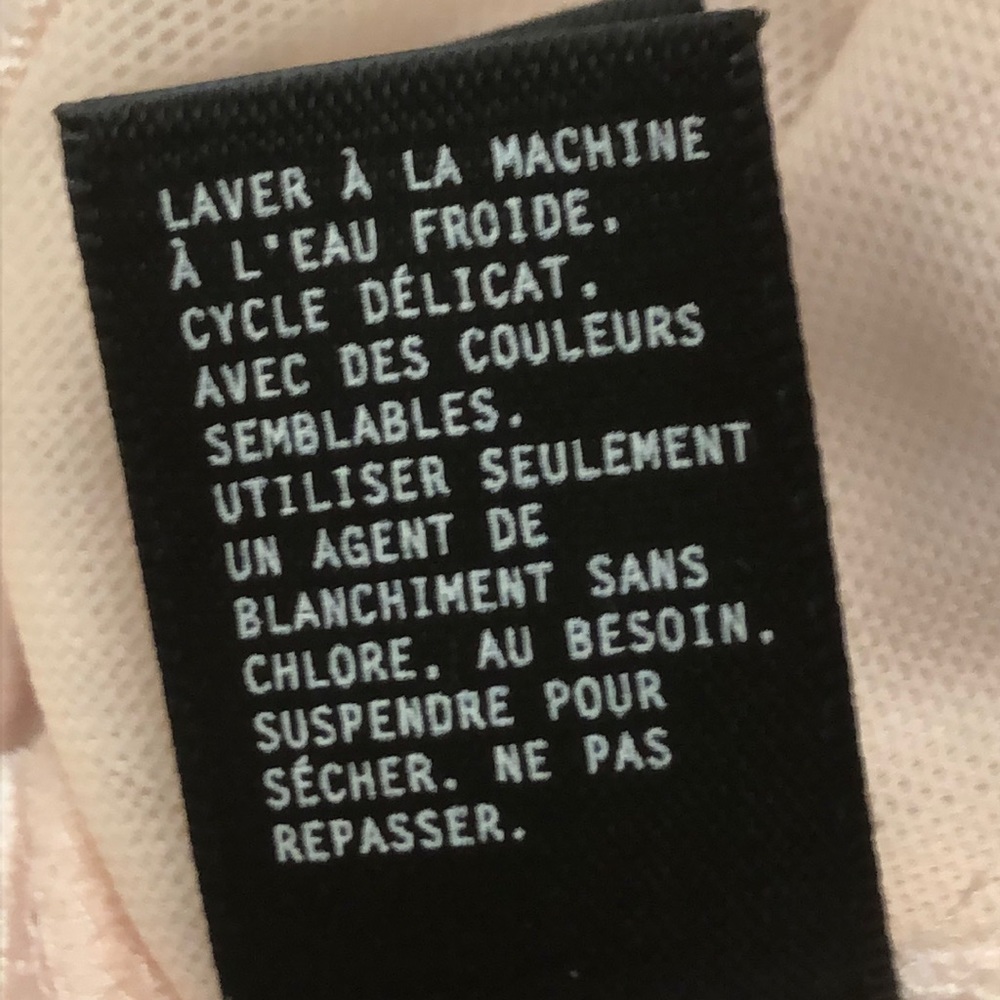 LAVER À LA MACHINE
À L'EAU FROIDE.
CYCLE DÉLICAT.
AVEC DES COULEURS
SEMBLABLES.
UTILISER SEULEMENT
UN AGENT DE
BLANCHIMENT SANS
CHLORE. AU BESOIN.
SUSPENDRE POUR
SÉCHER. NE PAS
REPASSER.